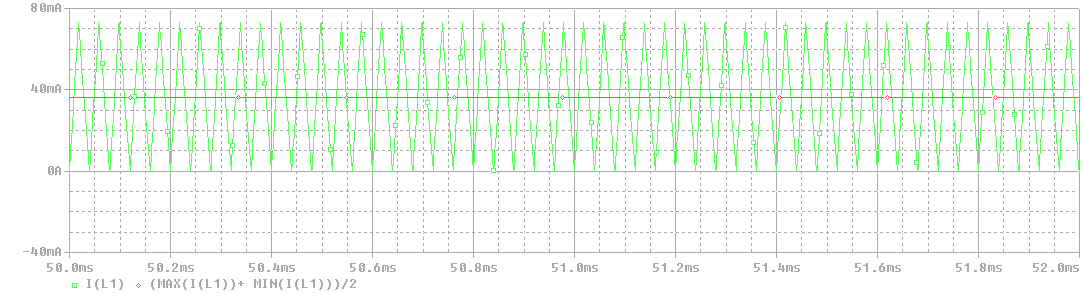 80mA
40mA
0A
-40mA
50.0ms 50.2ms 50.4ms 50.6ms 50.8ms 51.0ms 51.2ms 51.4ms 51.6ms 51.8ms 52.0ms
I(L1) (MAX(I(L1))+ MIN(I(L1)))/2